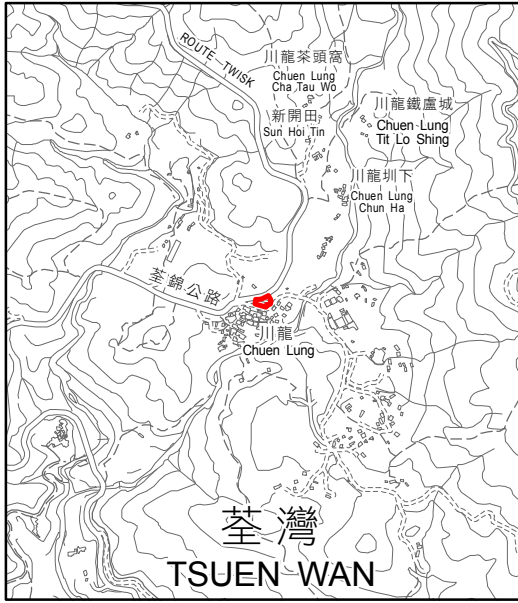 ROUTE TWISK
川龍茶頭窩
Chuen Lung
Cha Tau Wo
新開田
Sun Hoi Tin
川龍鐵盧城
Chuen Lung
Tit Lo Shing
川龍圳下
Chuen Lung
Chun Ha
荃錦公路
川龍
Chuen Lung
荃灣
TSUEN WAN